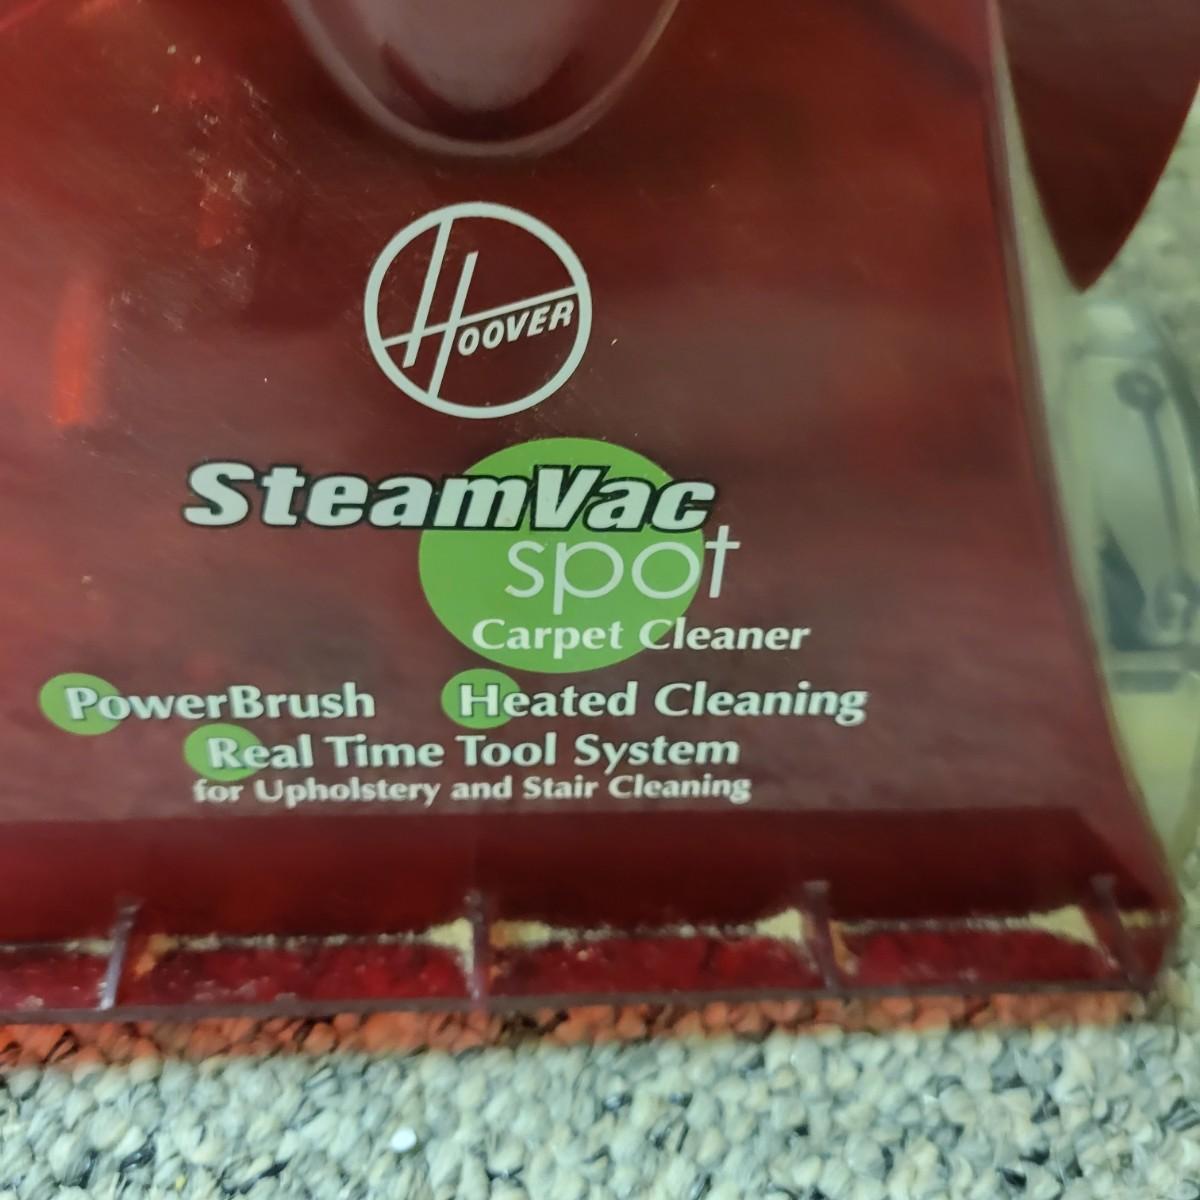 HOOVER
SteamVac
spot
Carpet Cleaner
PowerBrush Heated Cleaning
Real Time Tool System
for Upholstery and Stair Cleaning